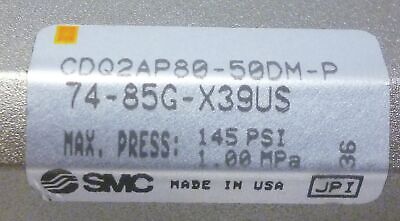 CDQ2AP80-50DM-P
74-85G-X39US
MAX. PRESS: 145 PSI
1.00 MPa
36
SMC MADE IN USA JPI